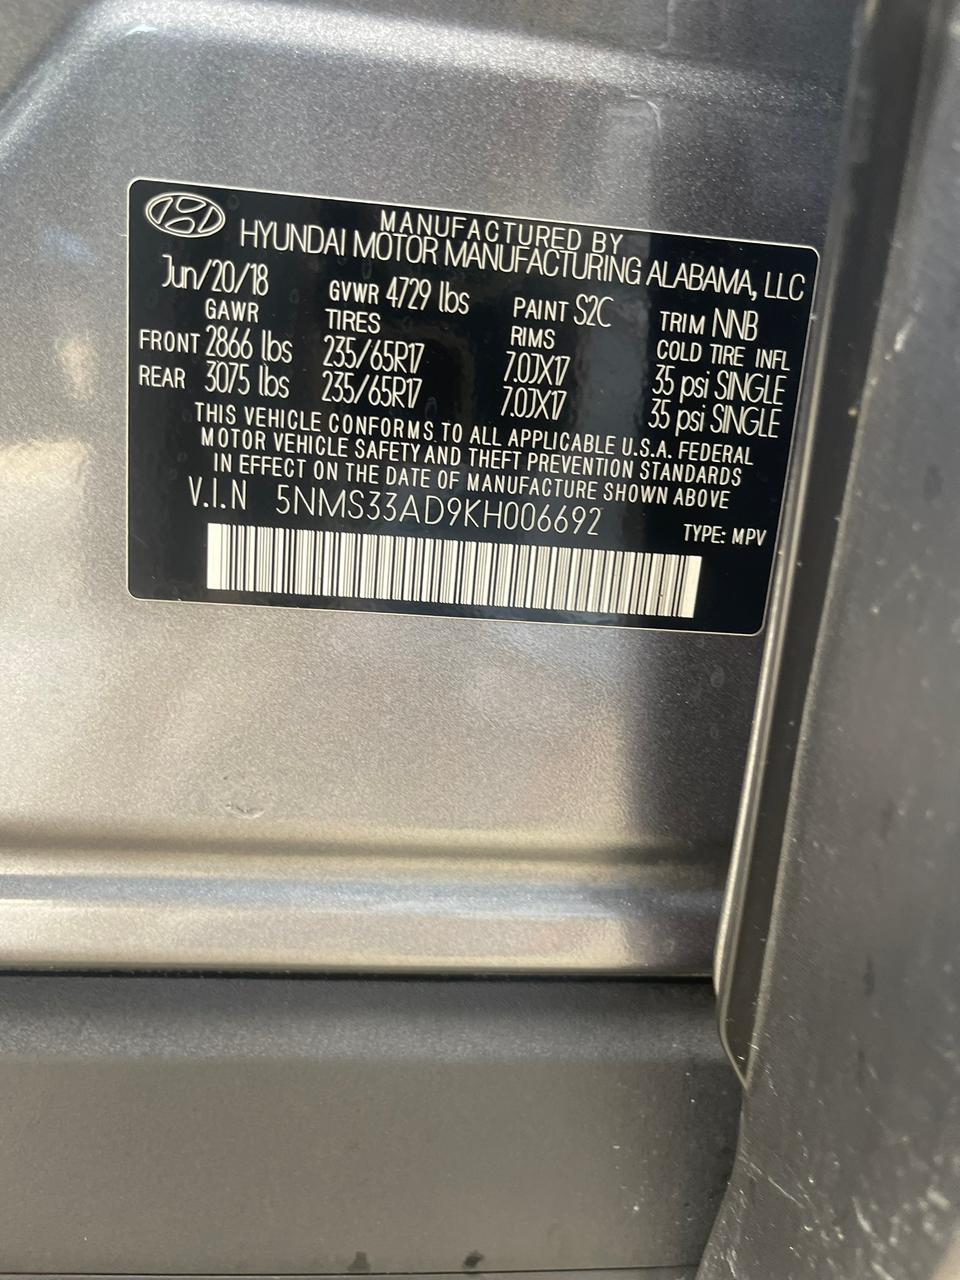 MANUFACTURED BY
HYUNDAI MOTOR MANUFACTURING ALABAMA, LLC
Jun/20/18 GVWR 4729 lbs PAINT S2C TRIM NNB
GAWR TIRES RIMS COLD TIRE INFL
FRONT 2866 lbs 235/65R17 7.0JX17 35 psi SINGLE
REAR 3075 lbs 235/65R17 7.0JX17 35 psi SINGLE
THIS VEHICLE CONFORMS TO ALL APPLICABLE U.S.A. FEDERAL
MOTOR VEHICLE SAFETY AND THEFT PREVENTION STANDARDS
IN EFFECT ON THE DATE OF MANUFACTURE SHOWN ABOVE
V.I.N 5NMS33AD9KH006692 TYPE: MPV